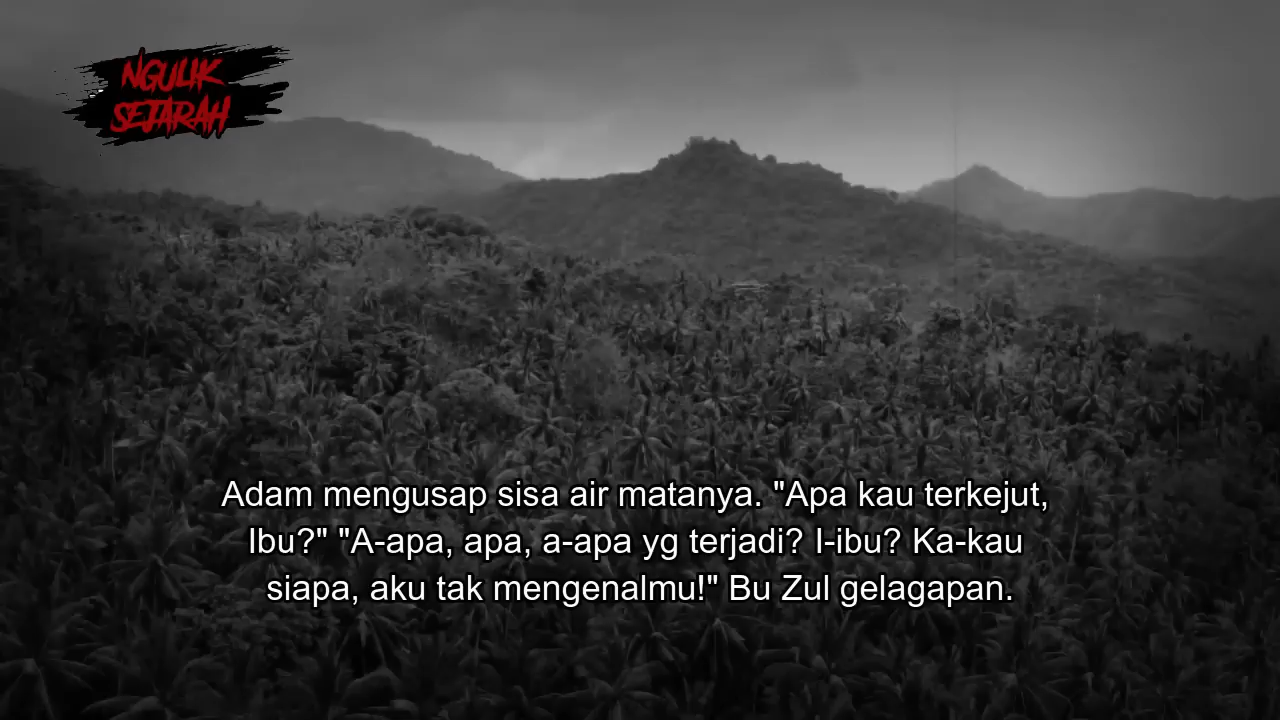 NGULIK
SEJARAH
Adam mengusap sisa air matanya. "Apa kau terkejut,
Ibu?" "A-apa, apa, a-apa yg terjadi? I-ibu? Ka-kau
siapa, aku tak mengenalmu!" Bu Zul gelagapan.